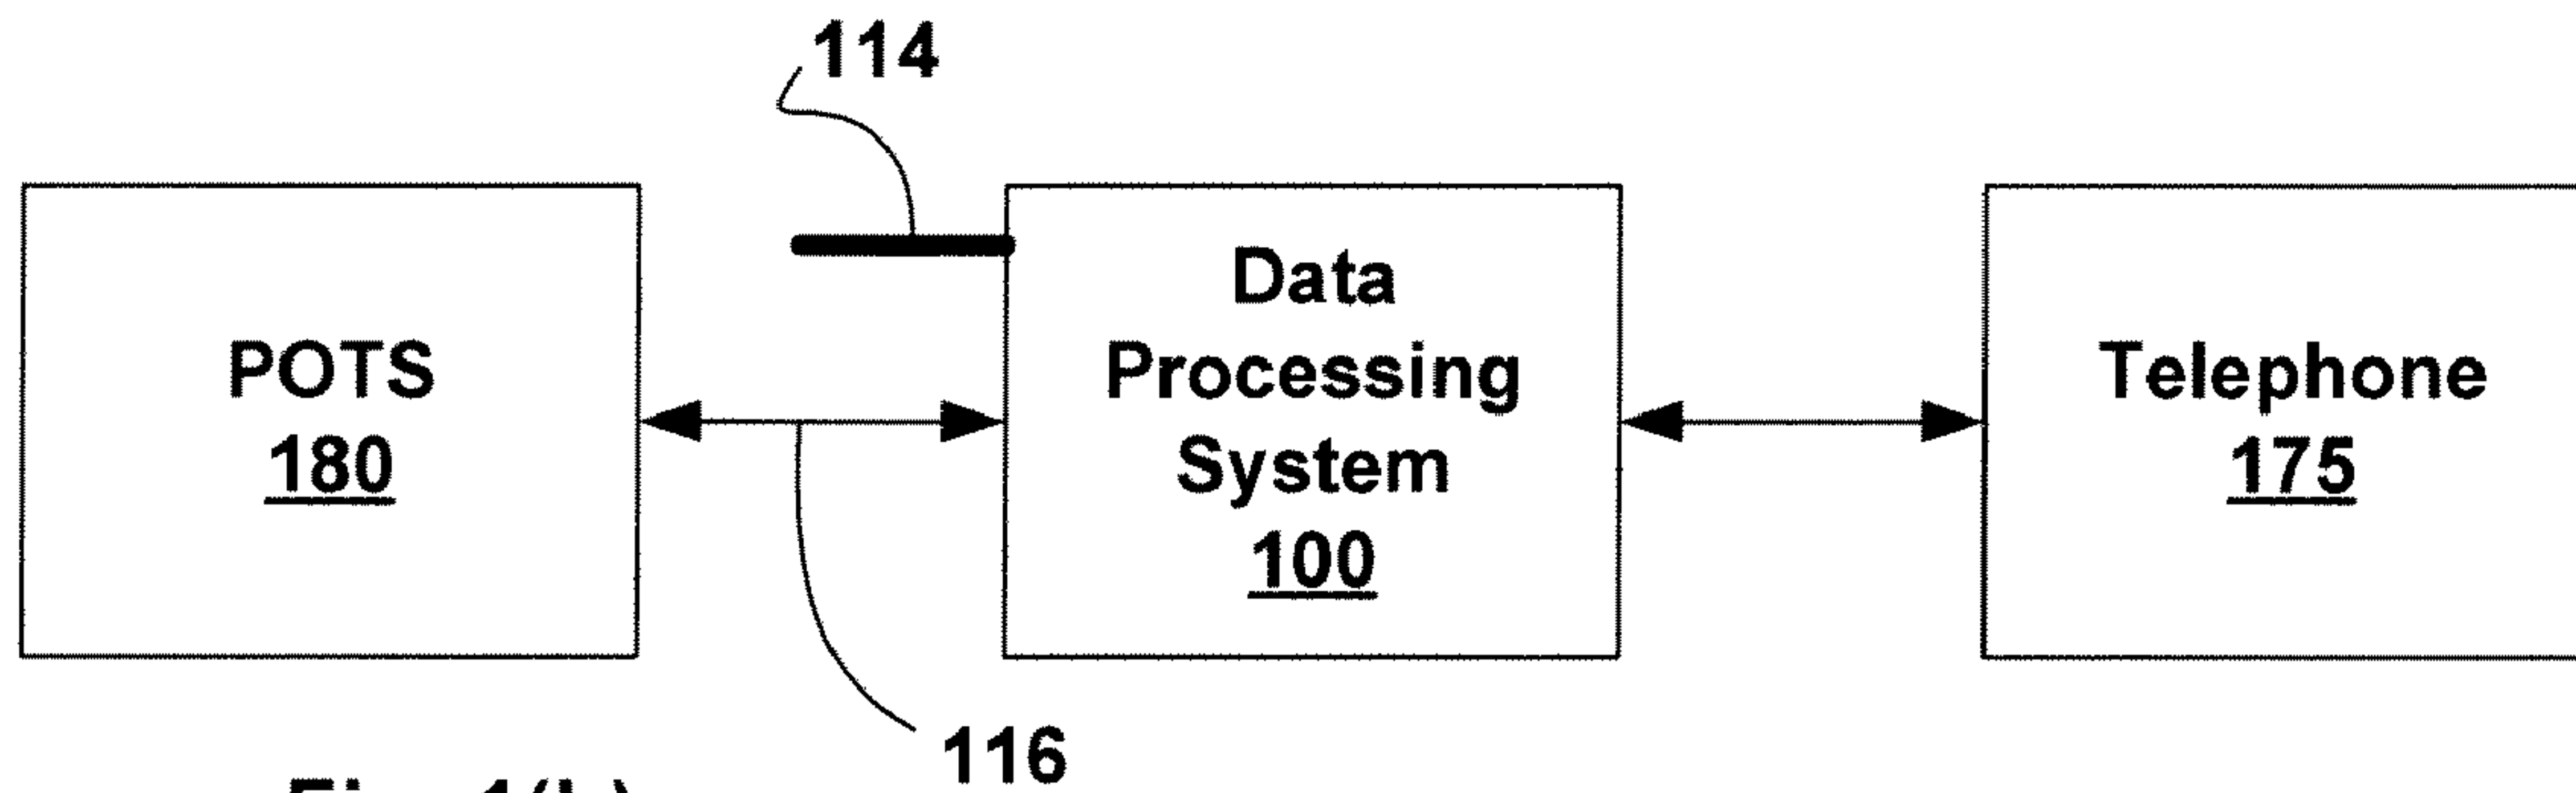 114
POTS
180
Data
Processing
System
100
Telephone
175
116